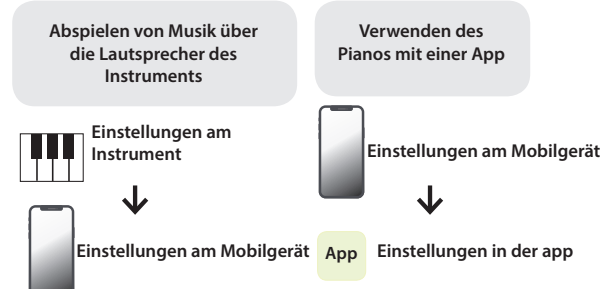 Abspielen von Musik über
die Lautsprecher des
Instruments
Einstellungen am
Instrument
Einstellungen am Mobilgerät
Verwenden des
Pianos mit einer App
Einstellungen am Mobilgerät
App
Einstellungen in der app